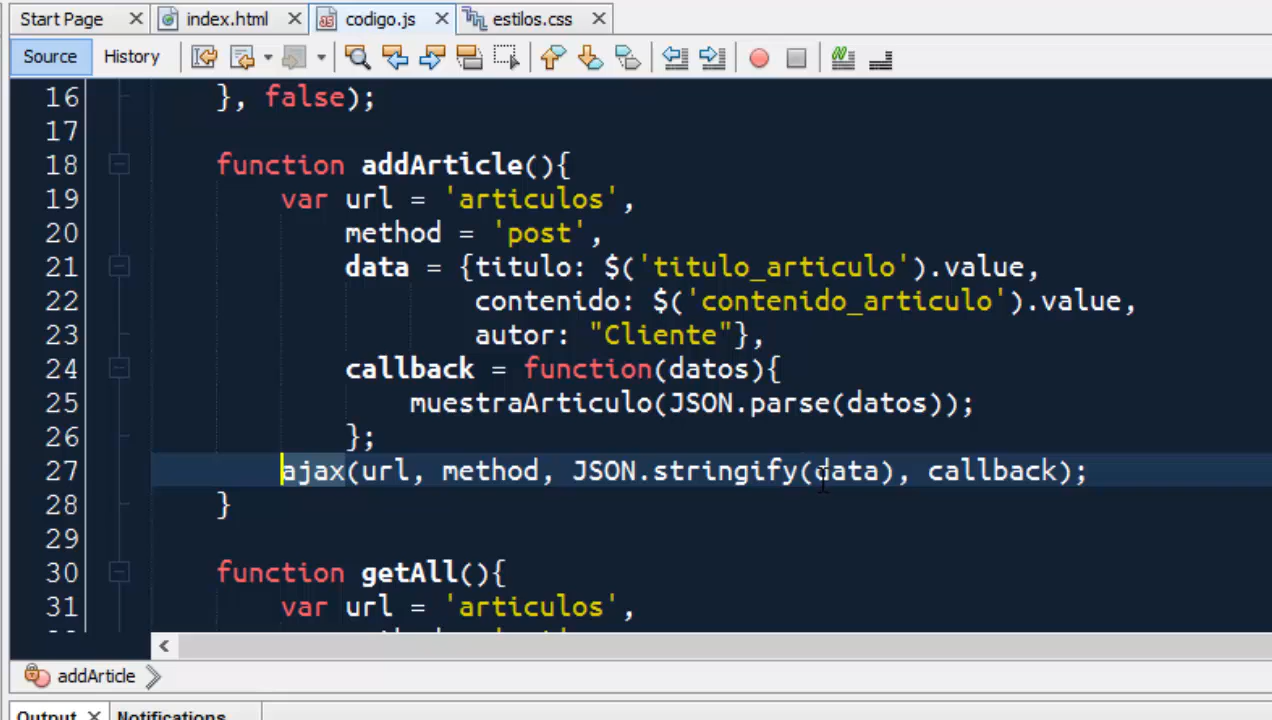 Start Page index.html codigo.js estilos.css
Source History
16 }, false);
17
18 function addArticle(){
19 var url = 'articulos',
20 method = 'post',
21 data = {titulo: $('titulo_articulo').value,
22 contenido: $('contenido_articulo').value,
23 autor: "Cliente"},
24 callback = function(datos){
25 muestraArticulo(JSON.parse(datos));
26 };
27 ajax(url, method, JSON.stringify(data), callback);
28 }
29
30 function getAll(){
31 var url = 'articulos',
addArticle
Output Notifications